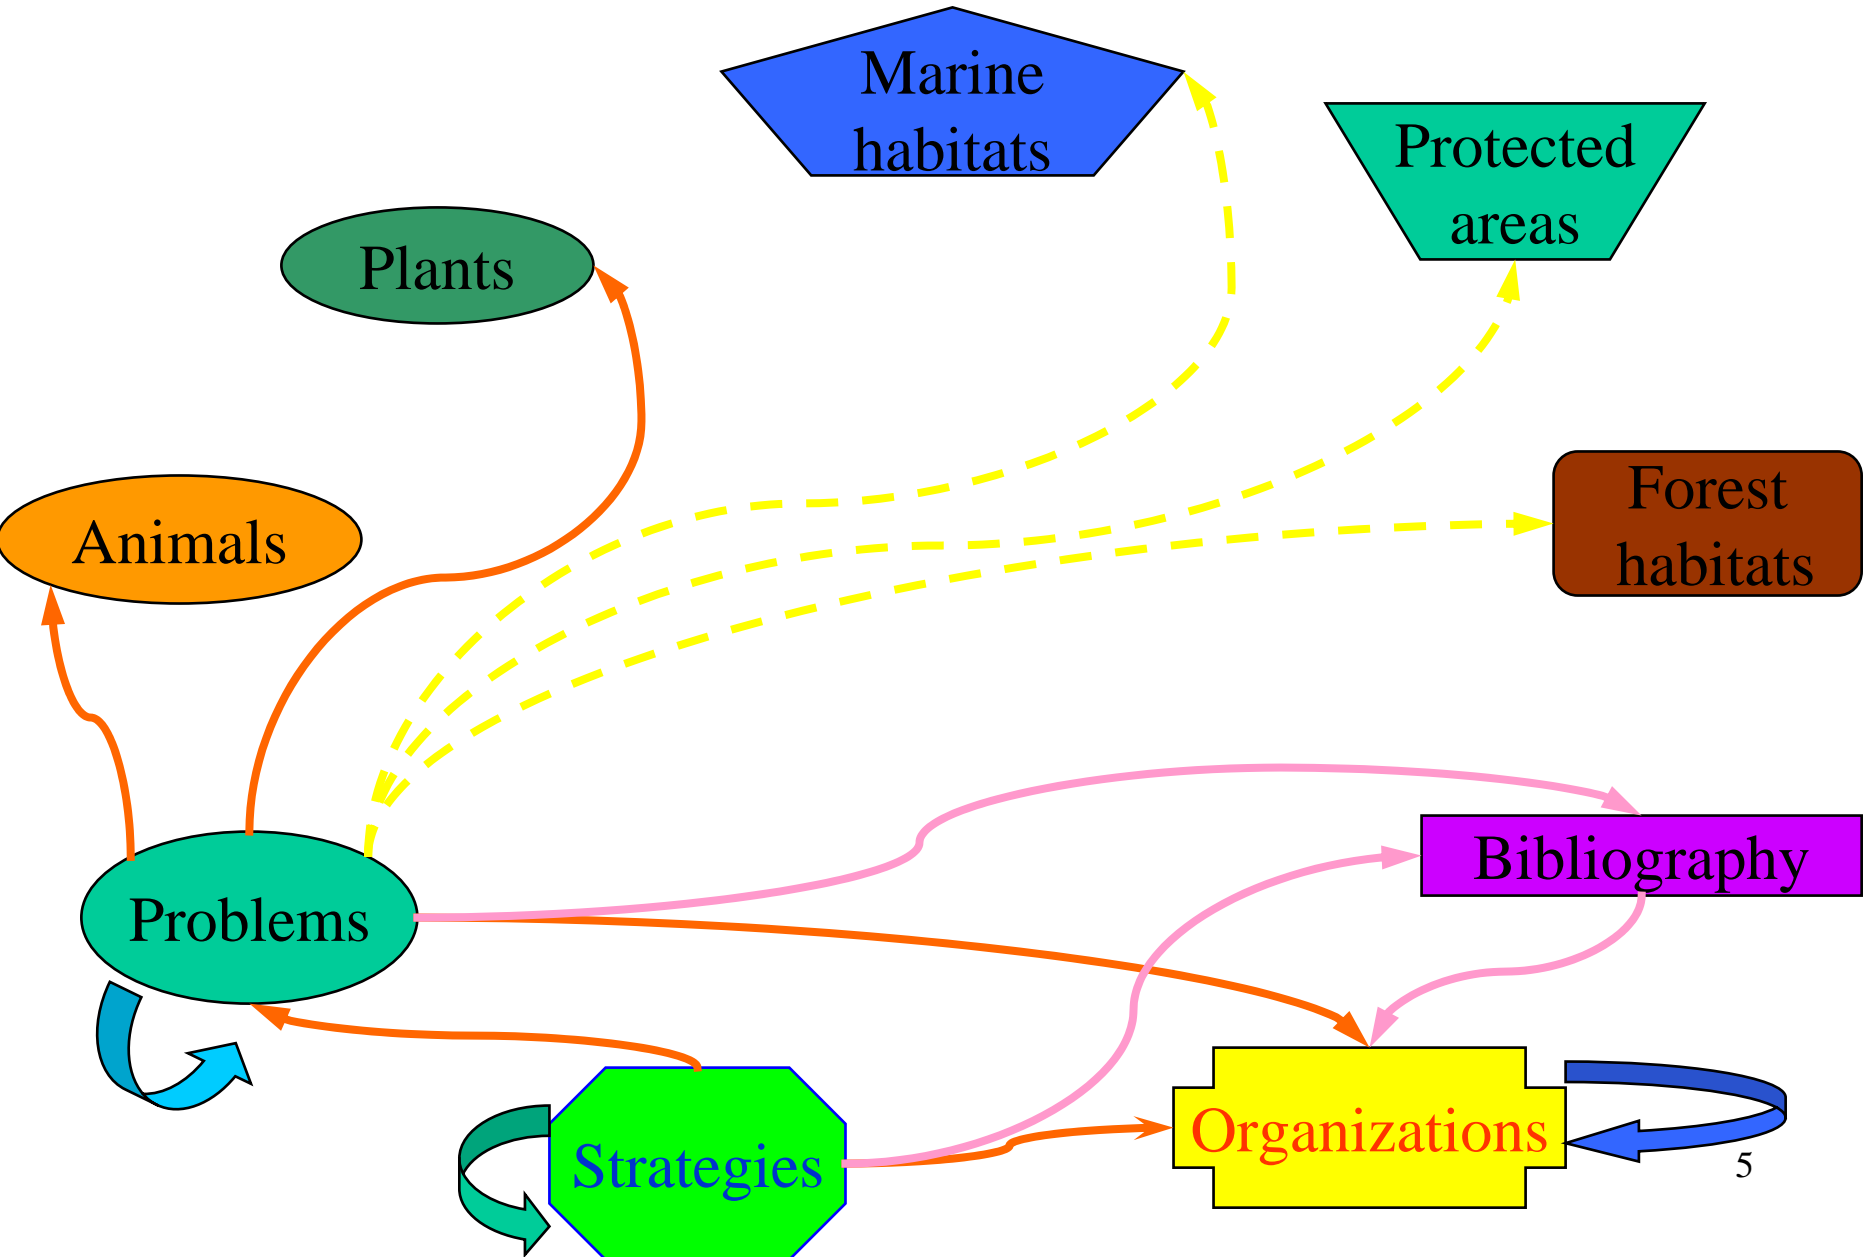 Marine
habitats
Protected
areas
Plants
Forest
habitats
Animals
Bibliography
Problems
Organizations
Strategies
5